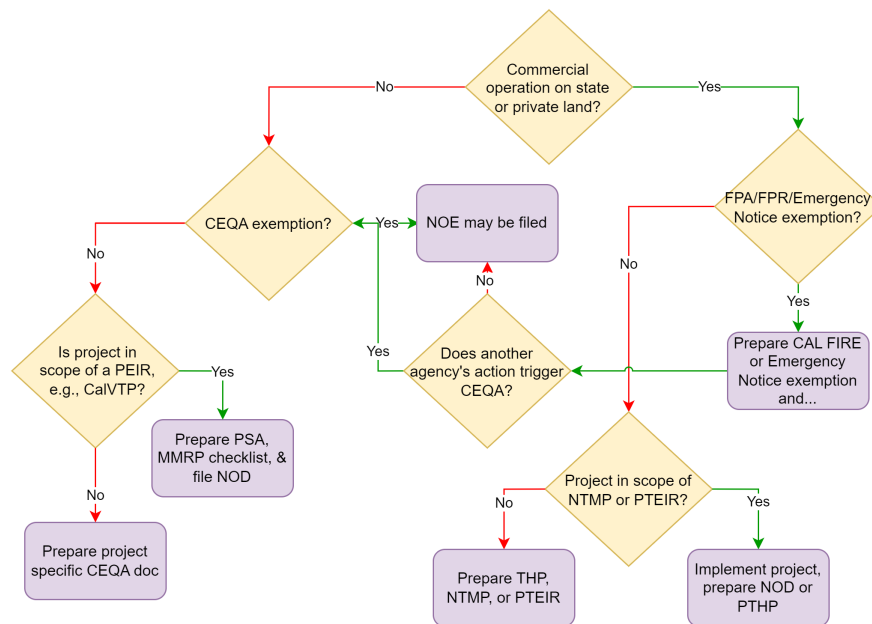 Commercial
operation on state
or private land?
No
Yes
FPA/FPR/Emergency
Notice exemption?
CEQA exemption?
Yes
NOE may be filed
No
No
No
Yes
Is project in
scope of a PEIR,
e.g., CalVTP?
Yes
Yes
Does another
agency's action trigger
CEQA?
Prepare CAL FIRE
or Emergency
Notice exemption
and...
Prepare PSA,
MMRP checklist, &
file NOD
No
Project in scope of
NTMP or PTEIR?
No
Yes
Prepare project
specific CEQA doc
Prepare THP,
NTMP, or PTEIR
Implement project,
prepare NOD or
PTHP